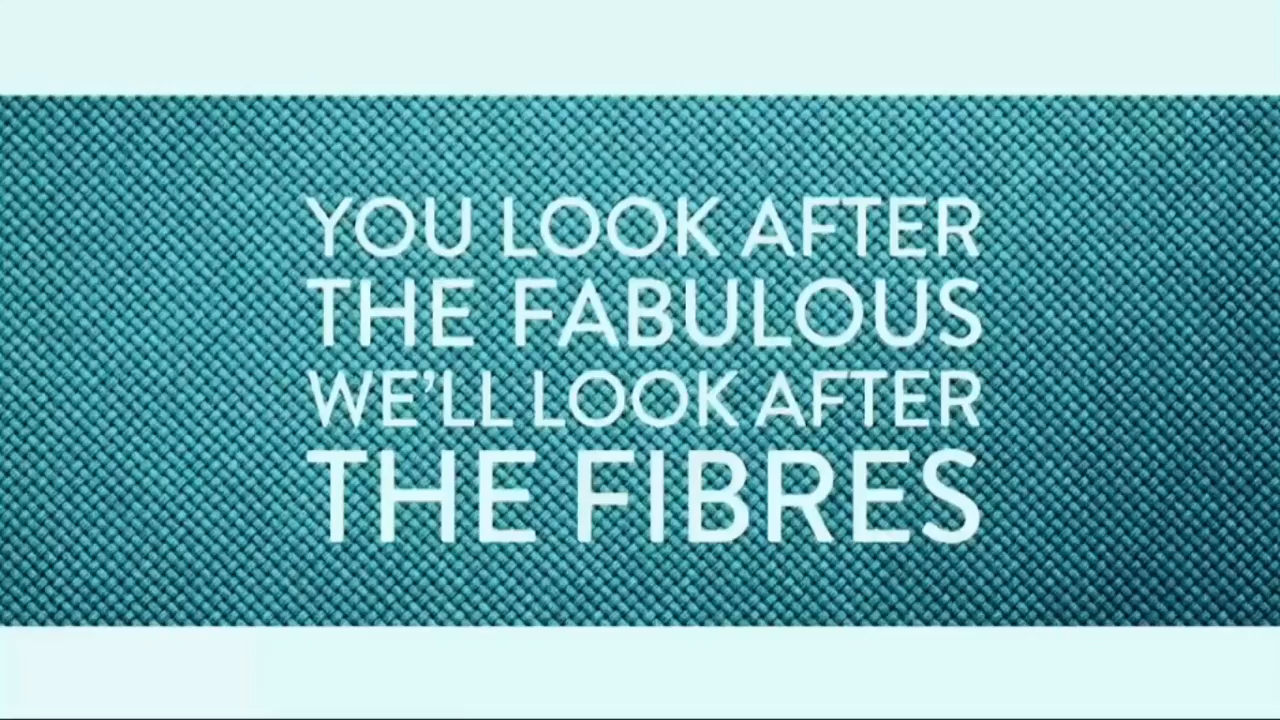 YOU LOOK AFTER
THE FABULOUS
WE'LL LOOK AFTER
THE FIBRES